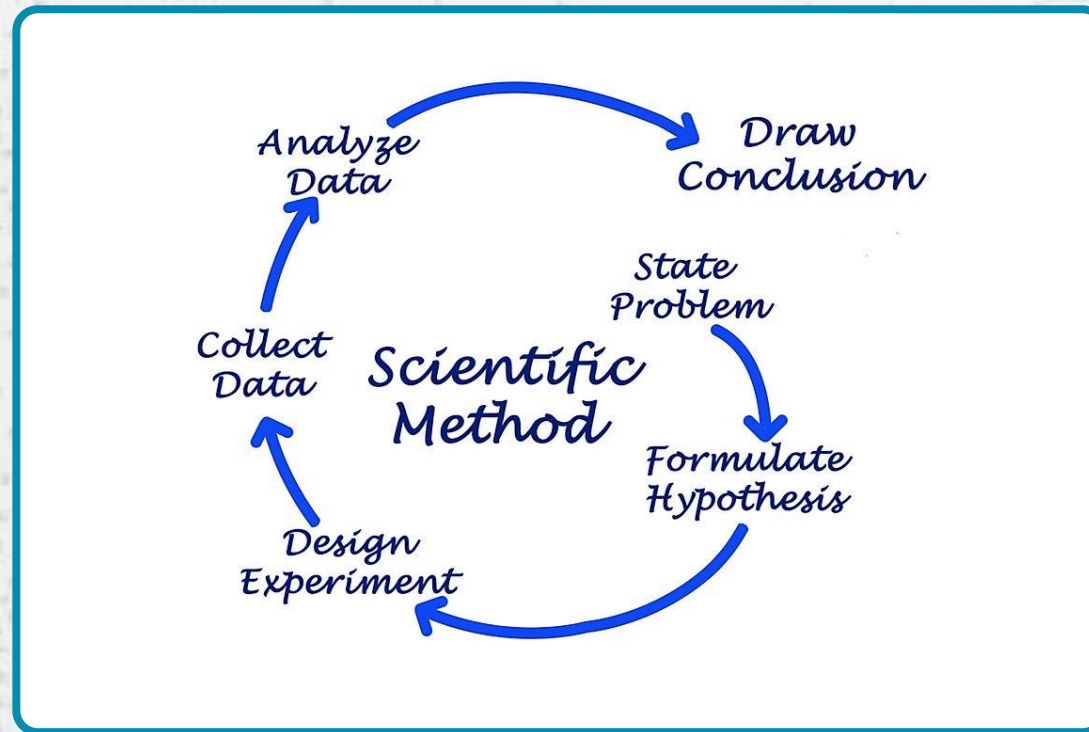 Scientific
Method
State
Problem
Formulate
Hypothesis
Design
Experiment
Collect
Data
Analyze
Data
Draw
Conclusion